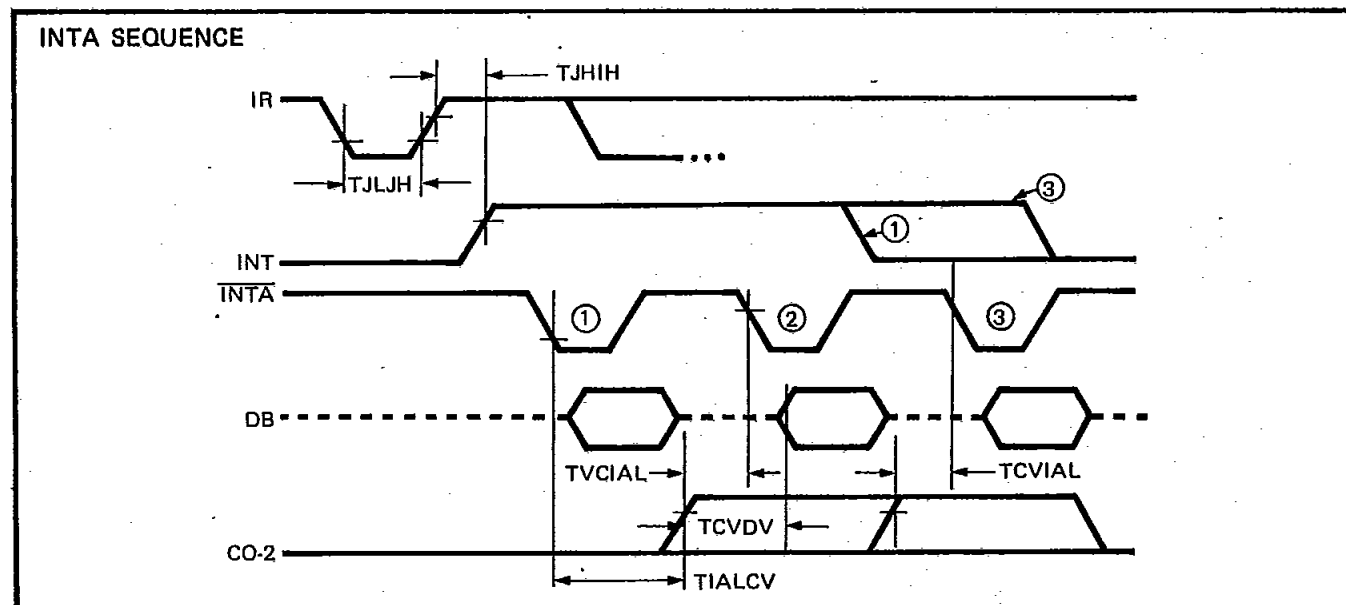 INTA SEQUENCE
TJHIH
IR
TJLJH
③
①
INT
INTA
① ② ③
DB
TVCIAL TCVIAL
TCVDV
CO-2
TIALCV